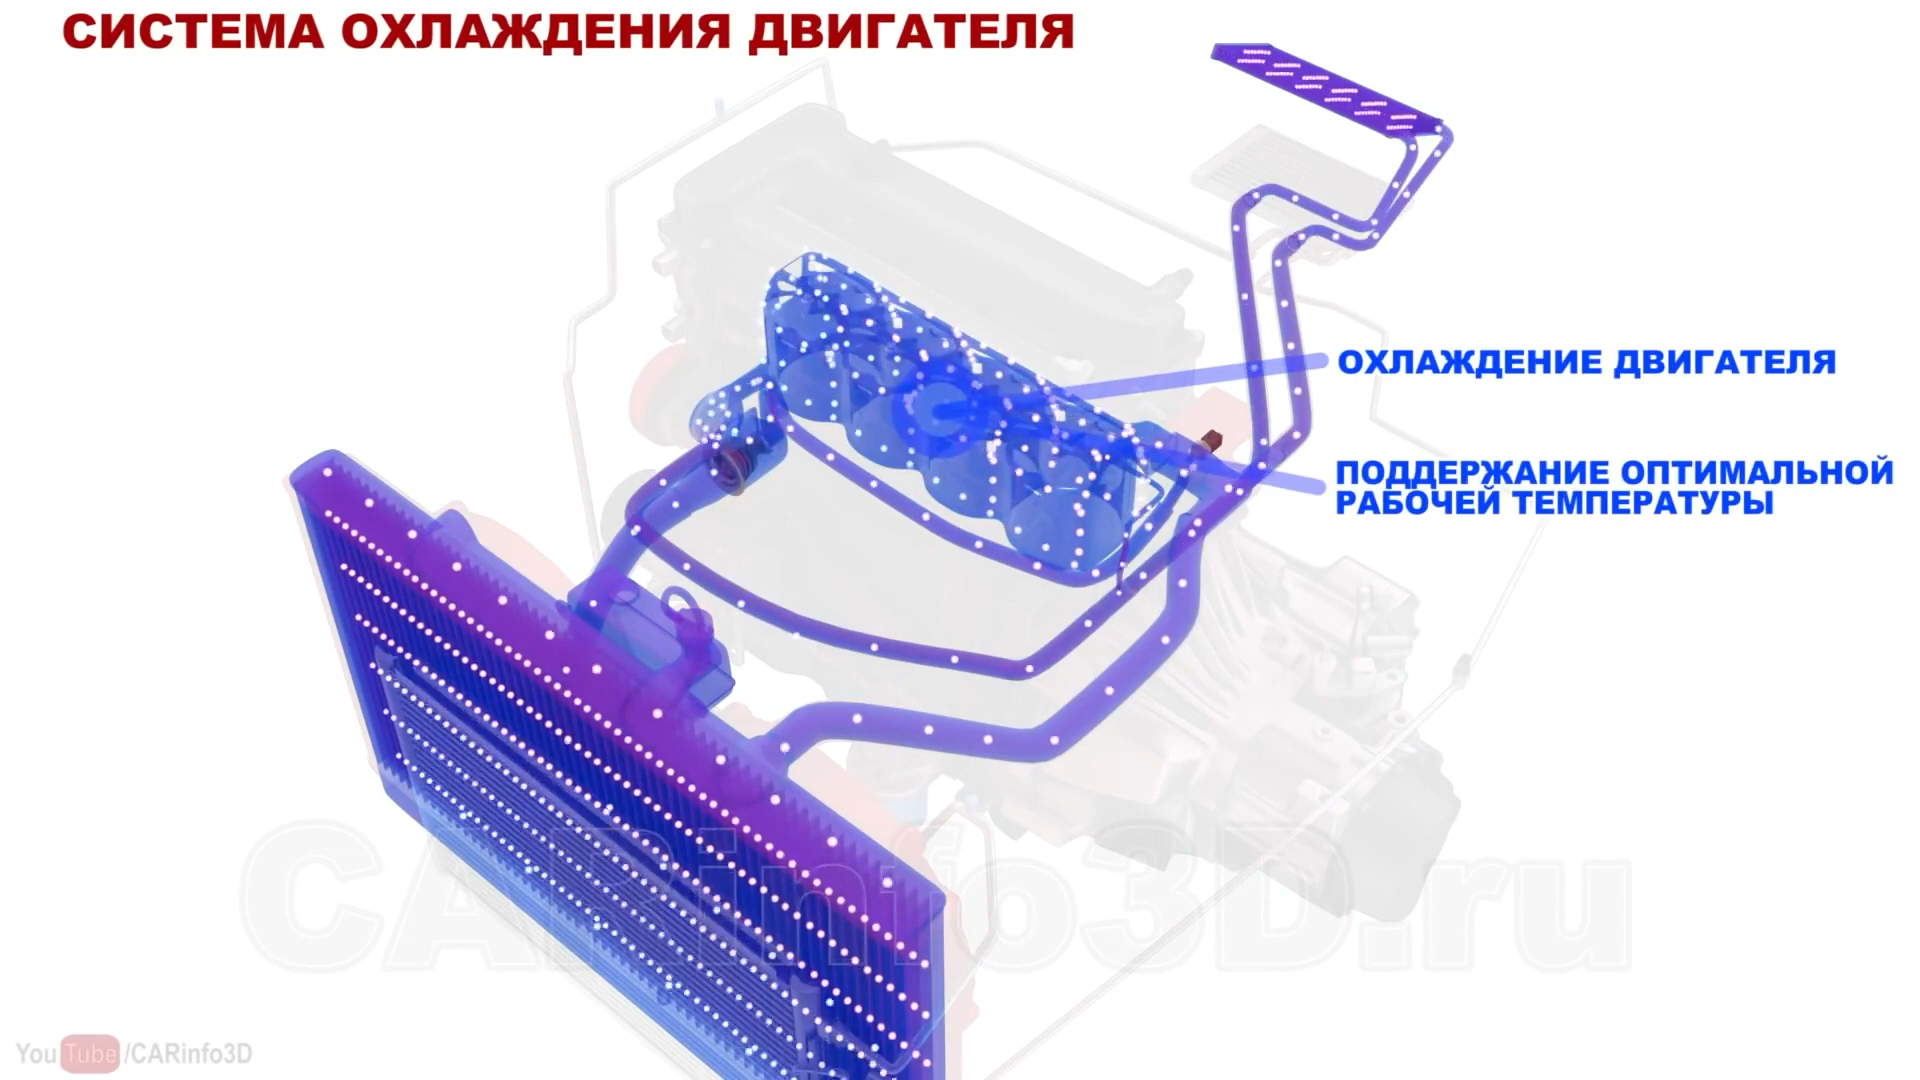 СИСТЕМА ОХЛАЖДЕНИЯ ДВИГАТЕЛЯ
ОХЛАЖДЕНИЕ ДВИГАТЕЛЯ
ПОДДЕРЖАНИЕ ОПТИМАЛЬНОЙ
РАБОЧЕЙ ТЕМПЕРАТУРЫ
CARinfo3D.ru
YouTube/CARinfo3D